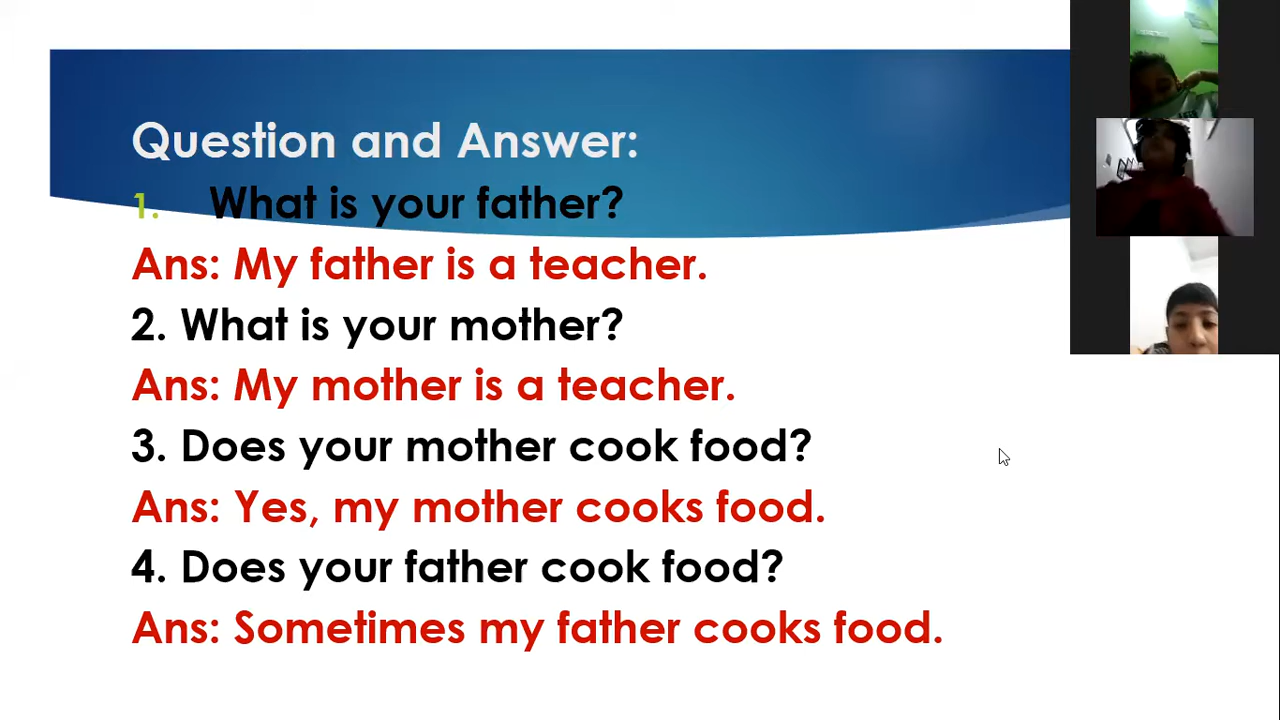 Question and Answer:
1. What is your father?
Ans: My father is a teacher.
2. What is your mother?
Ans: My mother is a teacher.
3. Does your mother cook food?
Ans: Yes, my mother cooks food.
4. Does your father cook food?
Ans: Sometimes my father cooks food.